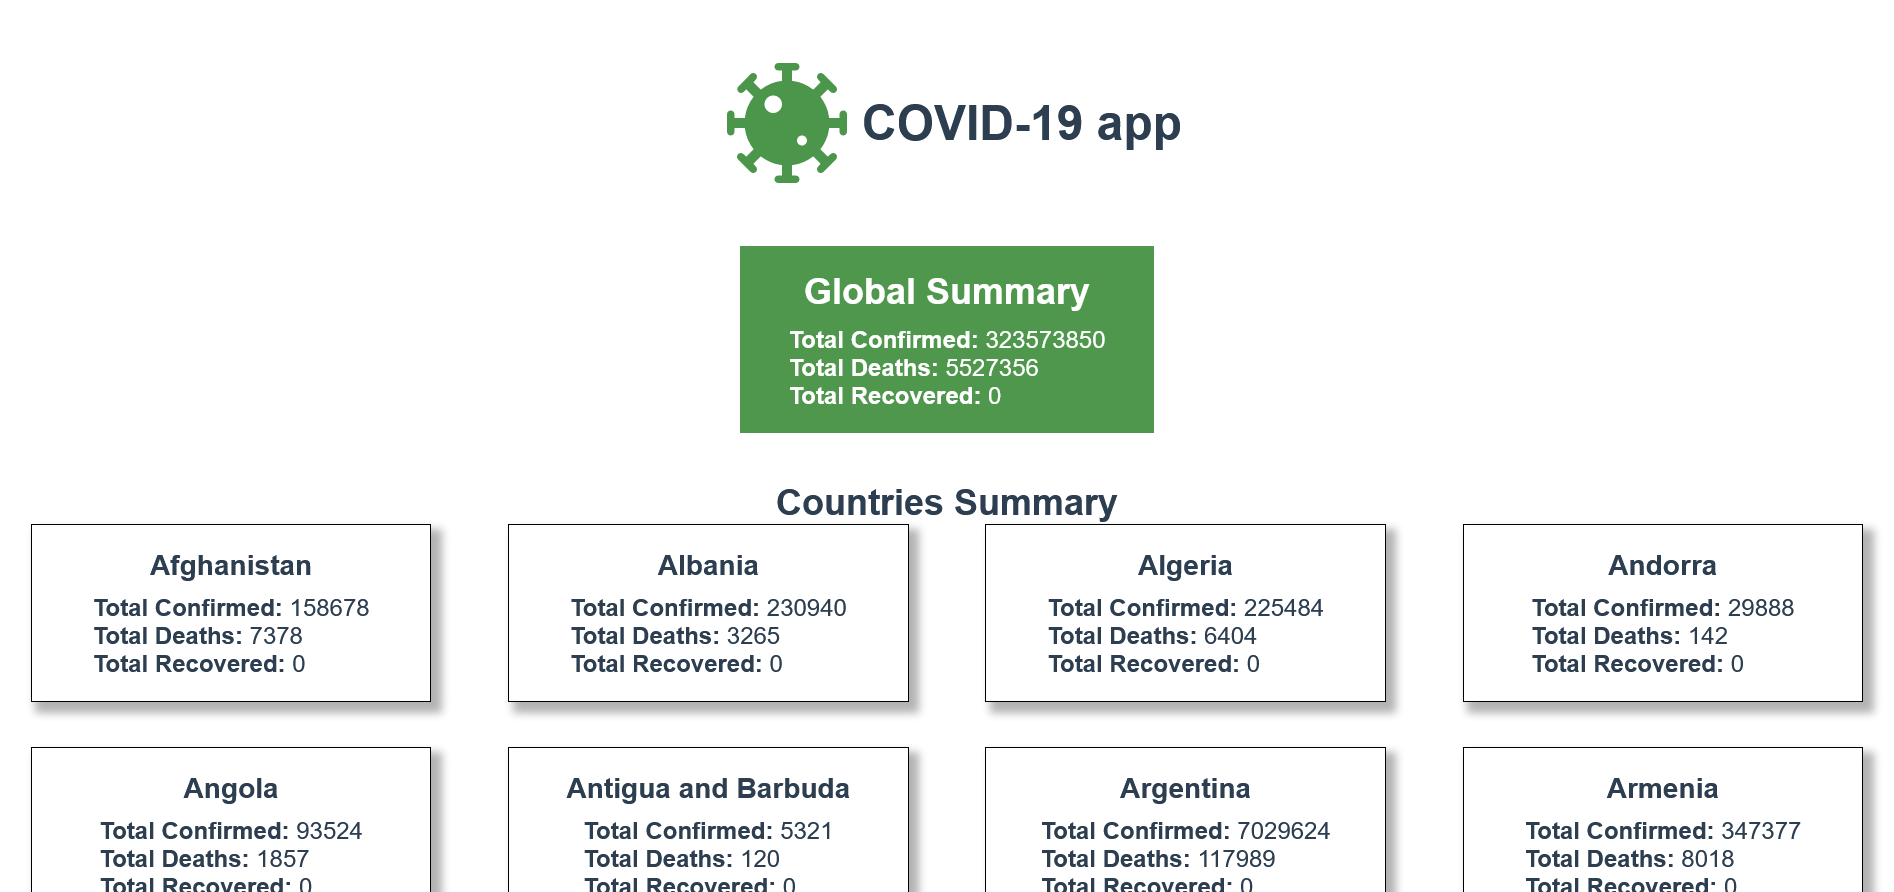 COVID-19 app
Global Summary
Total Confirmed: 323573850
Total Deaths: 5527356
Total Recovered: 0
Countries Summary
Afghanistan
Total Confirmed: 158678
Total Deaths: 7378
Total Recovered: 0
Albania
Total Confirmed: 230940
Total Deaths: 3265
Total Recovered: 0
Algeria
Total Confirmed: 225484
Total Deaths: 6404
Total Recovered: 0
Andorra
Total Confirmed: 29888
Total Deaths: 142
Total Recovered: 0
Angola
Total Confirmed: 93524
Total Deaths: 1857
Total Recovered: 0
Antigua and Barbuda
Total Confirmed: 5321
Total Deaths: 120
Total Recovered: 0
Argentina
Total Confirmed: 7029624
Total Deaths: 117989
Total Recovered: 0
Armenia
Total Confirmed: 347377
Total Deaths: 8018
Total Recovered: 0